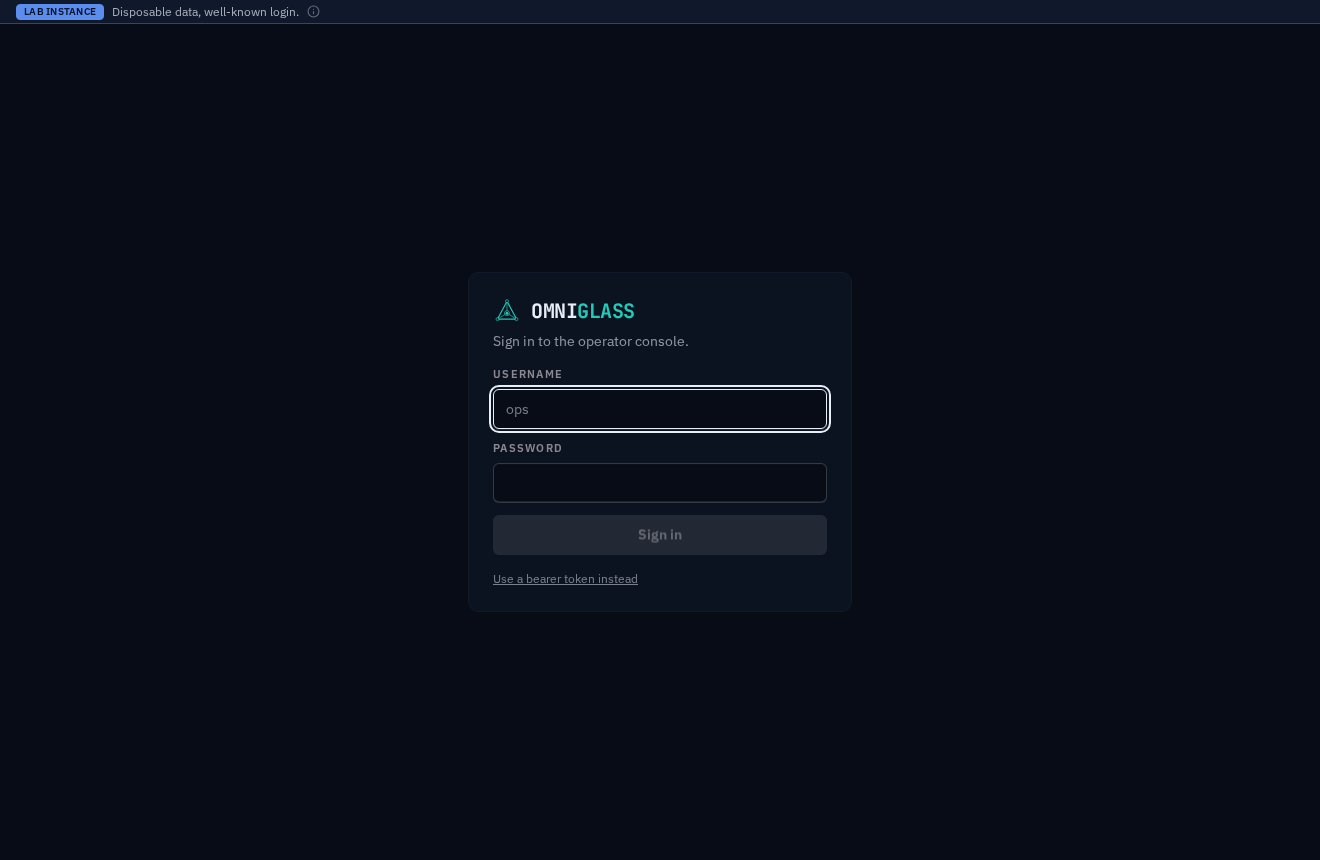 LAB INSTANCE Disposable data, well-known login.
OMNIGLASS
Sign in to the operator console.
USERNAME
ops
PASSWORD
Sign in
Use a bearer token instead